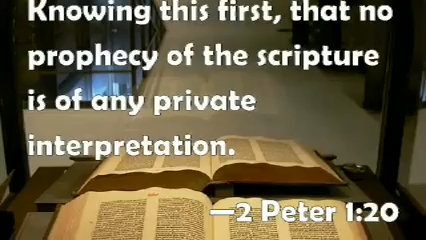 Knowing this first, that no
prophecy of the scripture
is of any private
interpretation.
—2 Peter 1:20